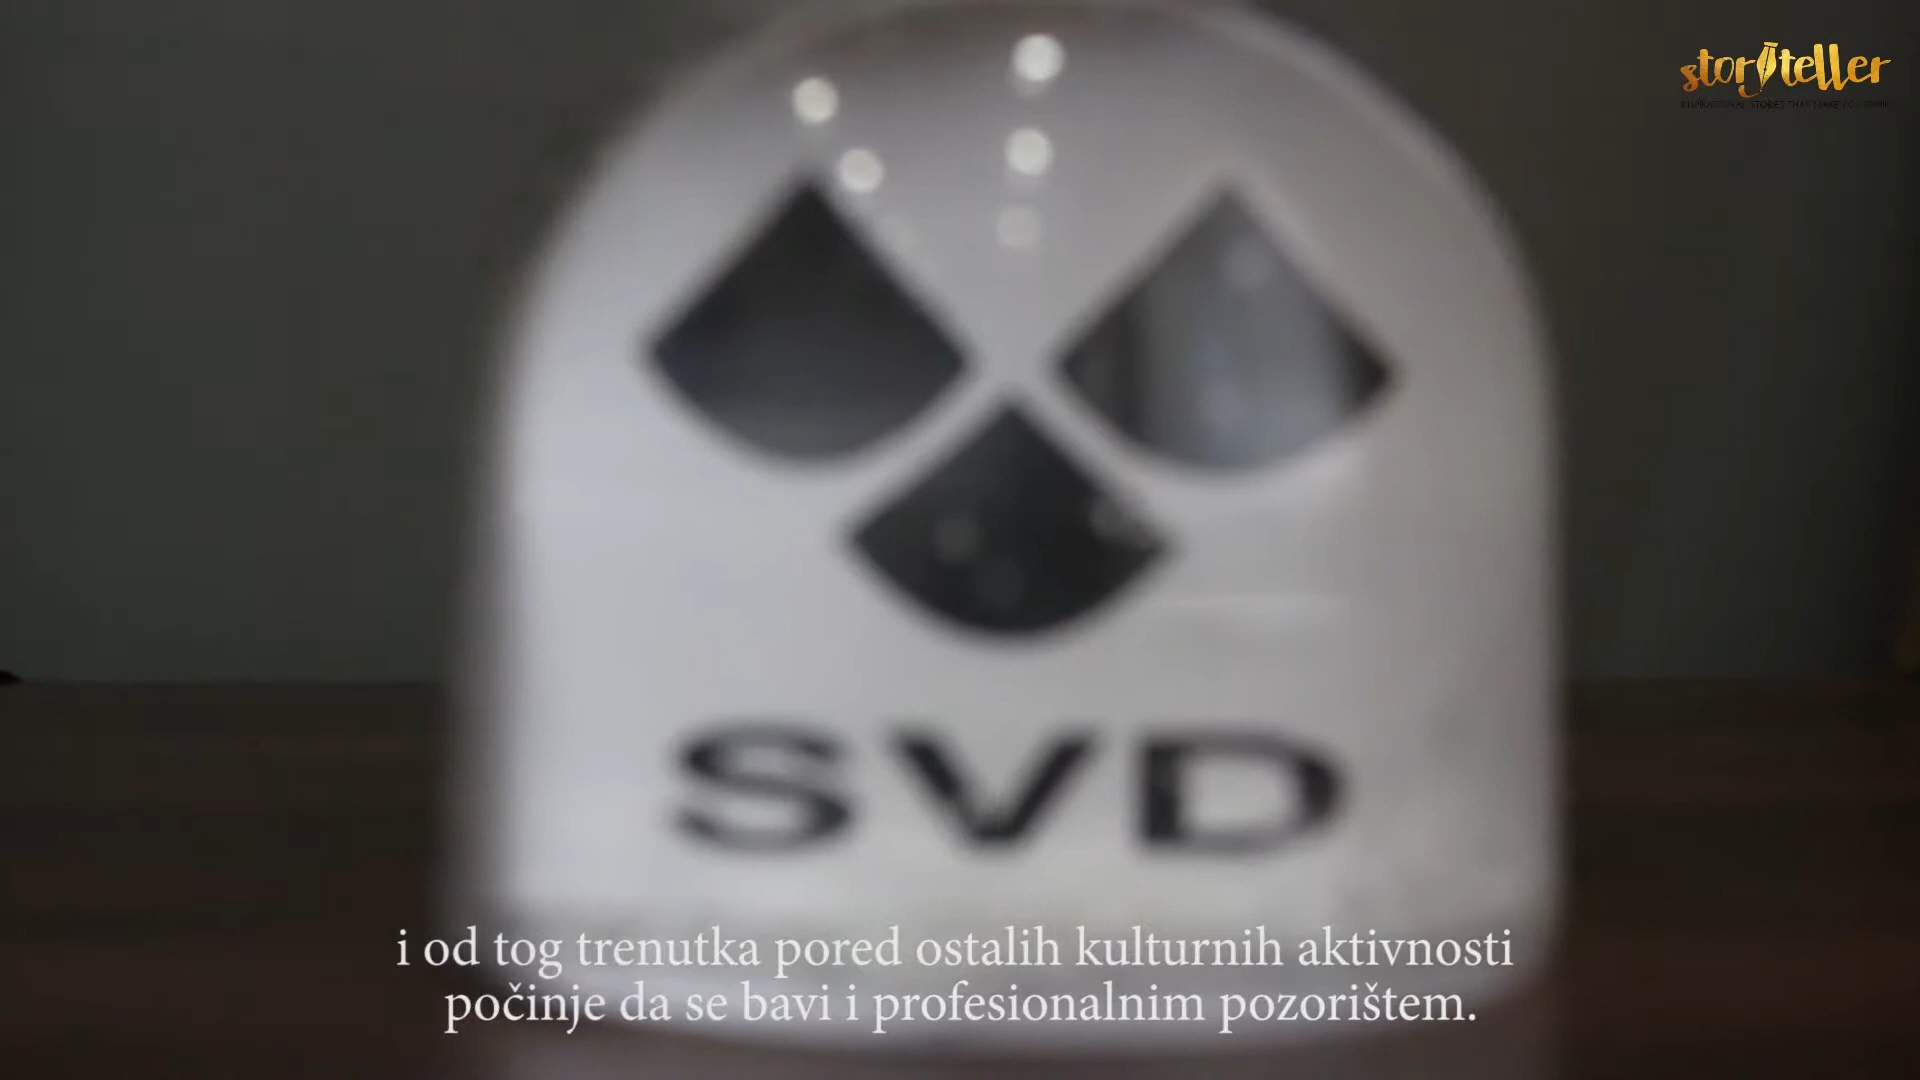 storyteller
SVD
i od tog trenutka pored ostalih kulturnih aktivnosti
počinje da se bavi i profesionalnim pozorištem.